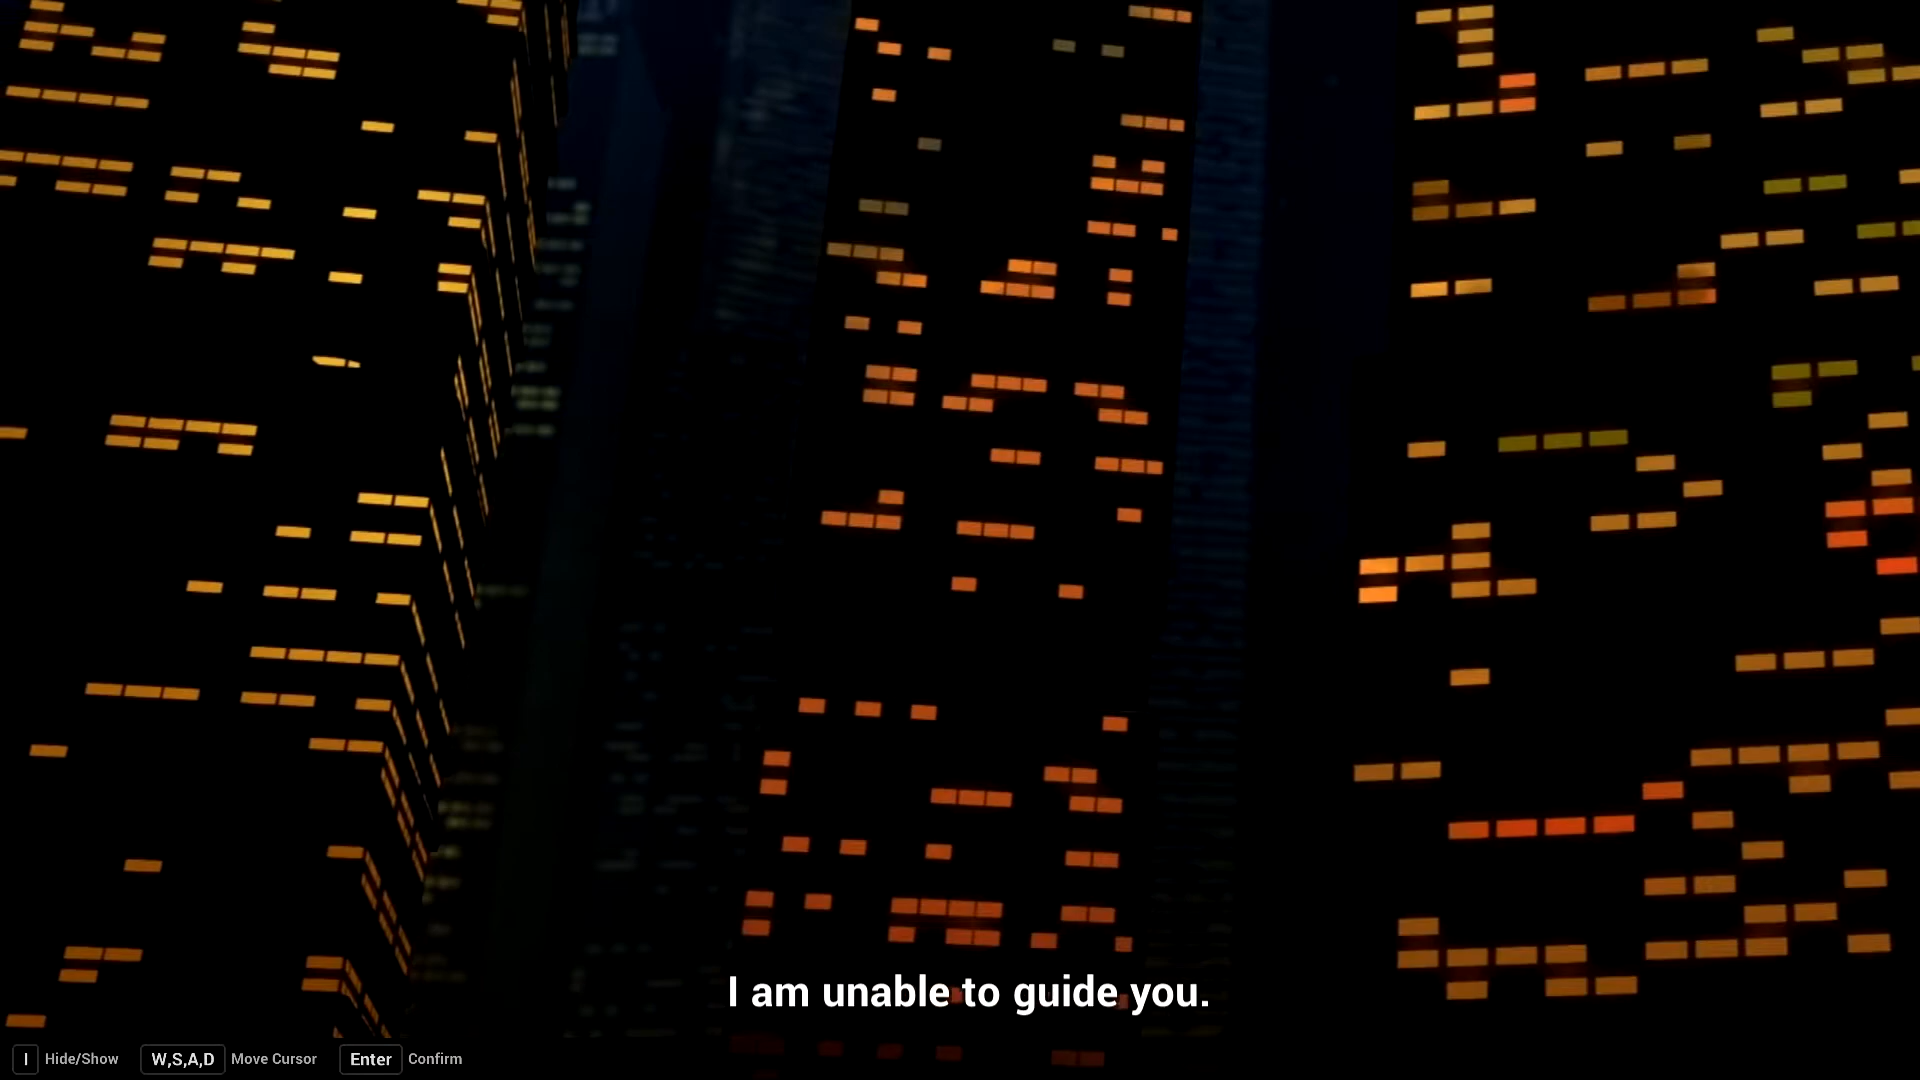 I am unable to guide you.
I Hide/Show W,S,A,D Move Cursor Enter Confirm